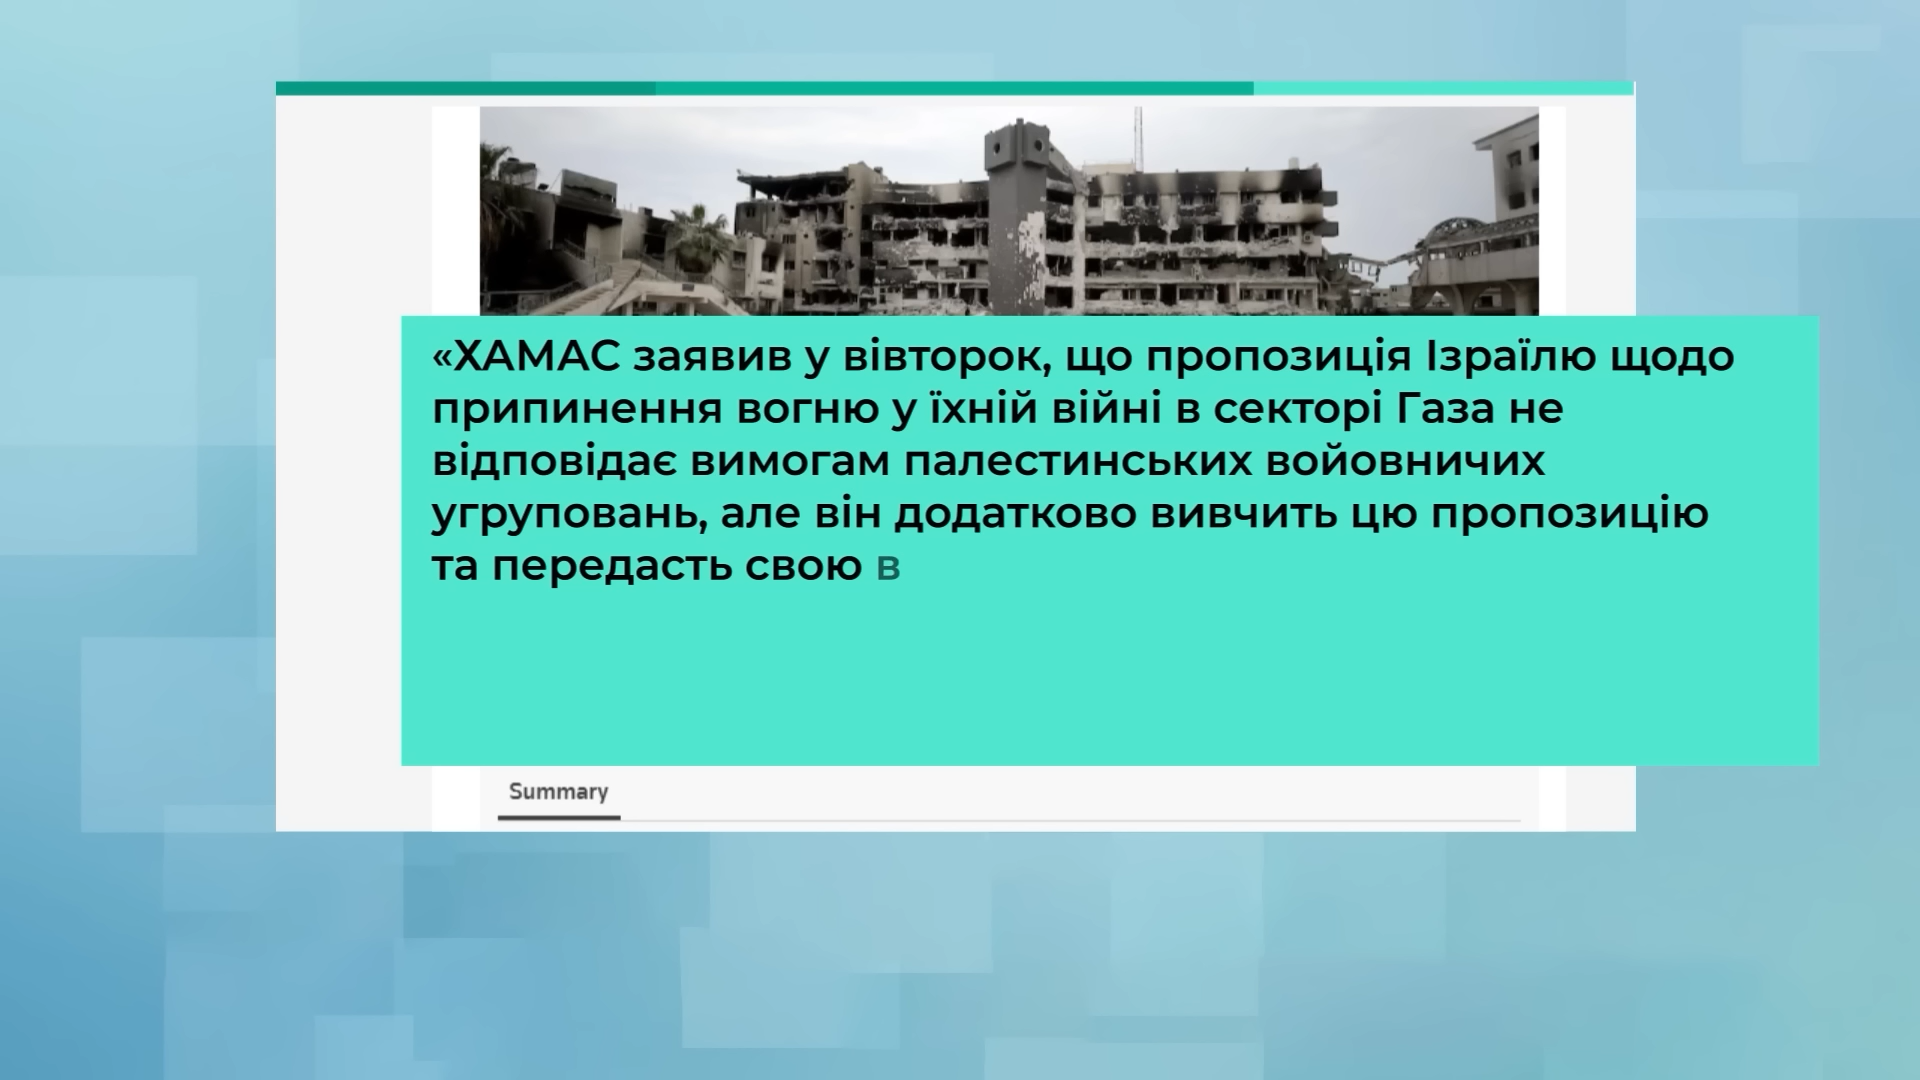 «ХАМАС заявив у вівторок, що пропозиція Ізраїлю щодо
припинення вогню у їхній війні в секторі Газа не
відповідає вимогам палестинських войовничих
угруповань, але він додатково вивчить цю пропозицію
та передасть свою в
Summary